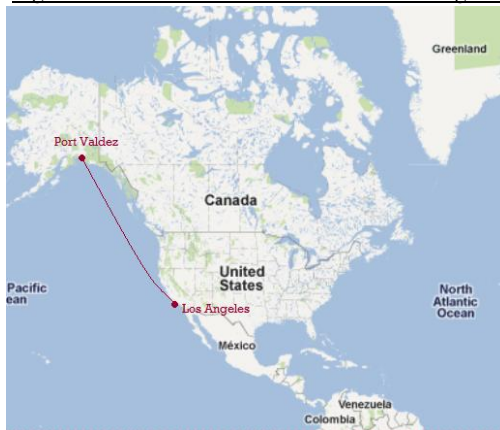 Greenland
Port Valdez
Canada
United
States
Pacific
ean
Los Angeles
North
Atlantic
Ocean
México
Venezuela
Colombia